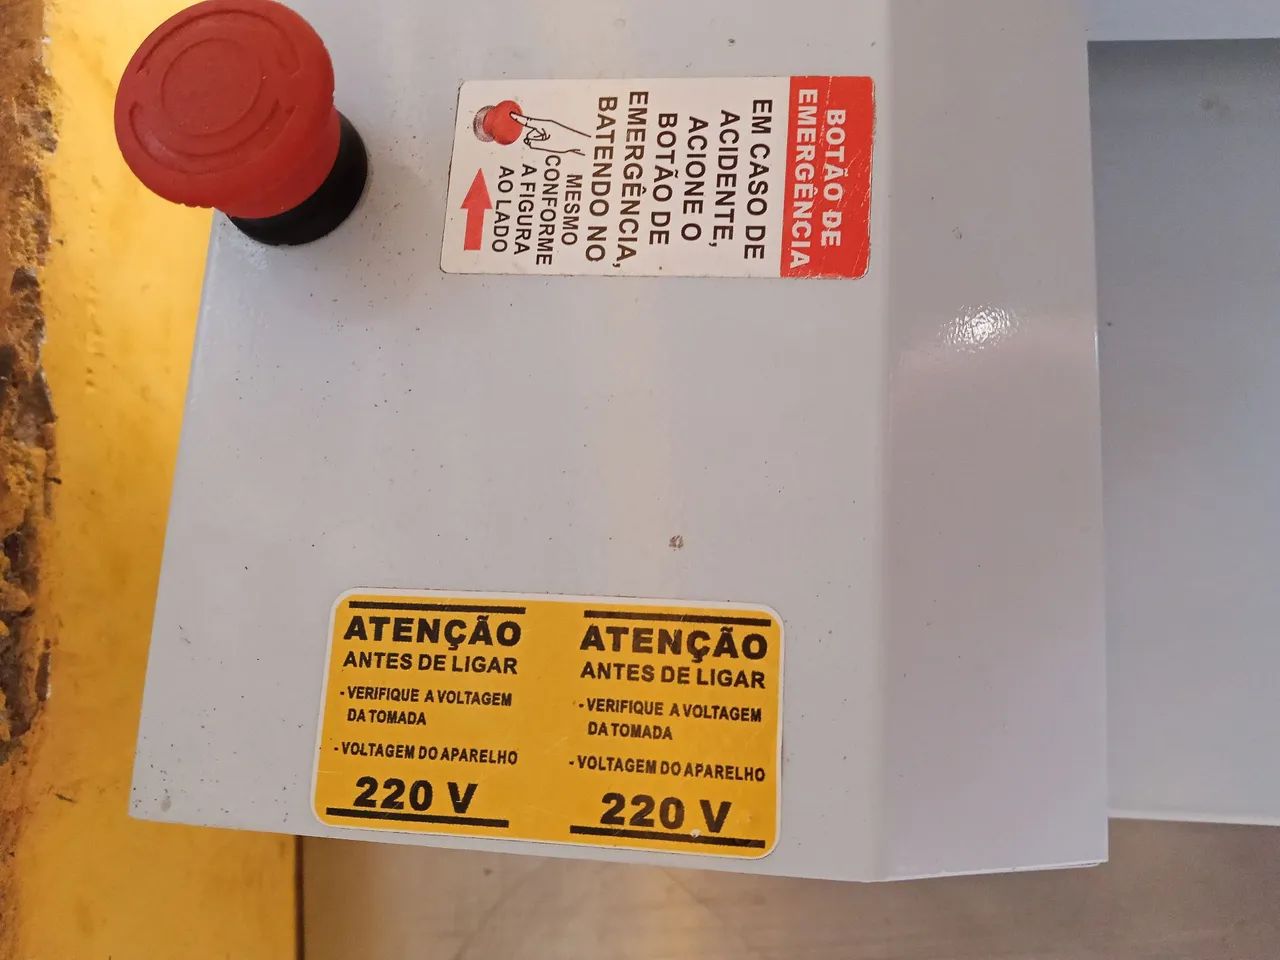 BOTÃO DE
EMERGÊNCIA
EM CASO DE
ACIDENTE,
ACIONE O
BOTÃO DE
EMERGÊNCIA,
BATENDO NO
MESMO
CONFORME
A FIGURA
AO LADO
ATENÇÃO
ANTES DE LIGAR
- VERIFIQUE A VOLTAGEM
DA TOMADA
- VOLTAGEM DO APARELHO
220 V
ATENÇÃO
ANTES DE LIGAR
- VERIFIQUE A VOLTAGEM
DA TOMADA
- VOLTAGEM DO APARELHO
220 V